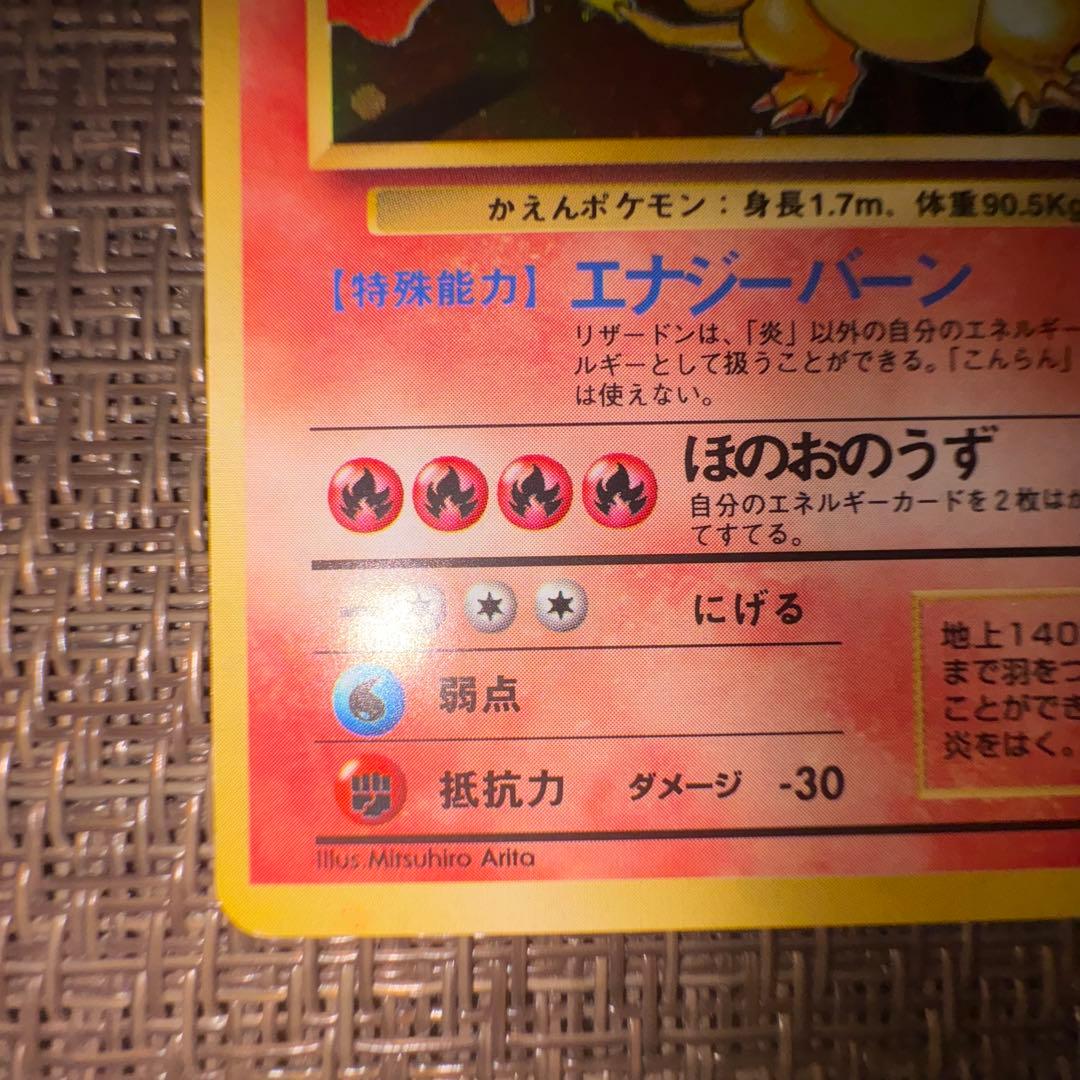 かえんポケモン：身長1.7m。体重90.5Kg
【特殊能力】エナジーバーン
リザードンは、「炎」以外の自分のエネルギー
ルギーとして扱うことができる。「こんらん」
は使えない。
ほのおのうず
自分のエネルギーカードを2枚はが
てすてる。
にげる
弱点
抵抗力 ダメージ -30
地上140
まで羽をつ
ことができ
炎をはく。
Illus.Mitsuhiro Arita